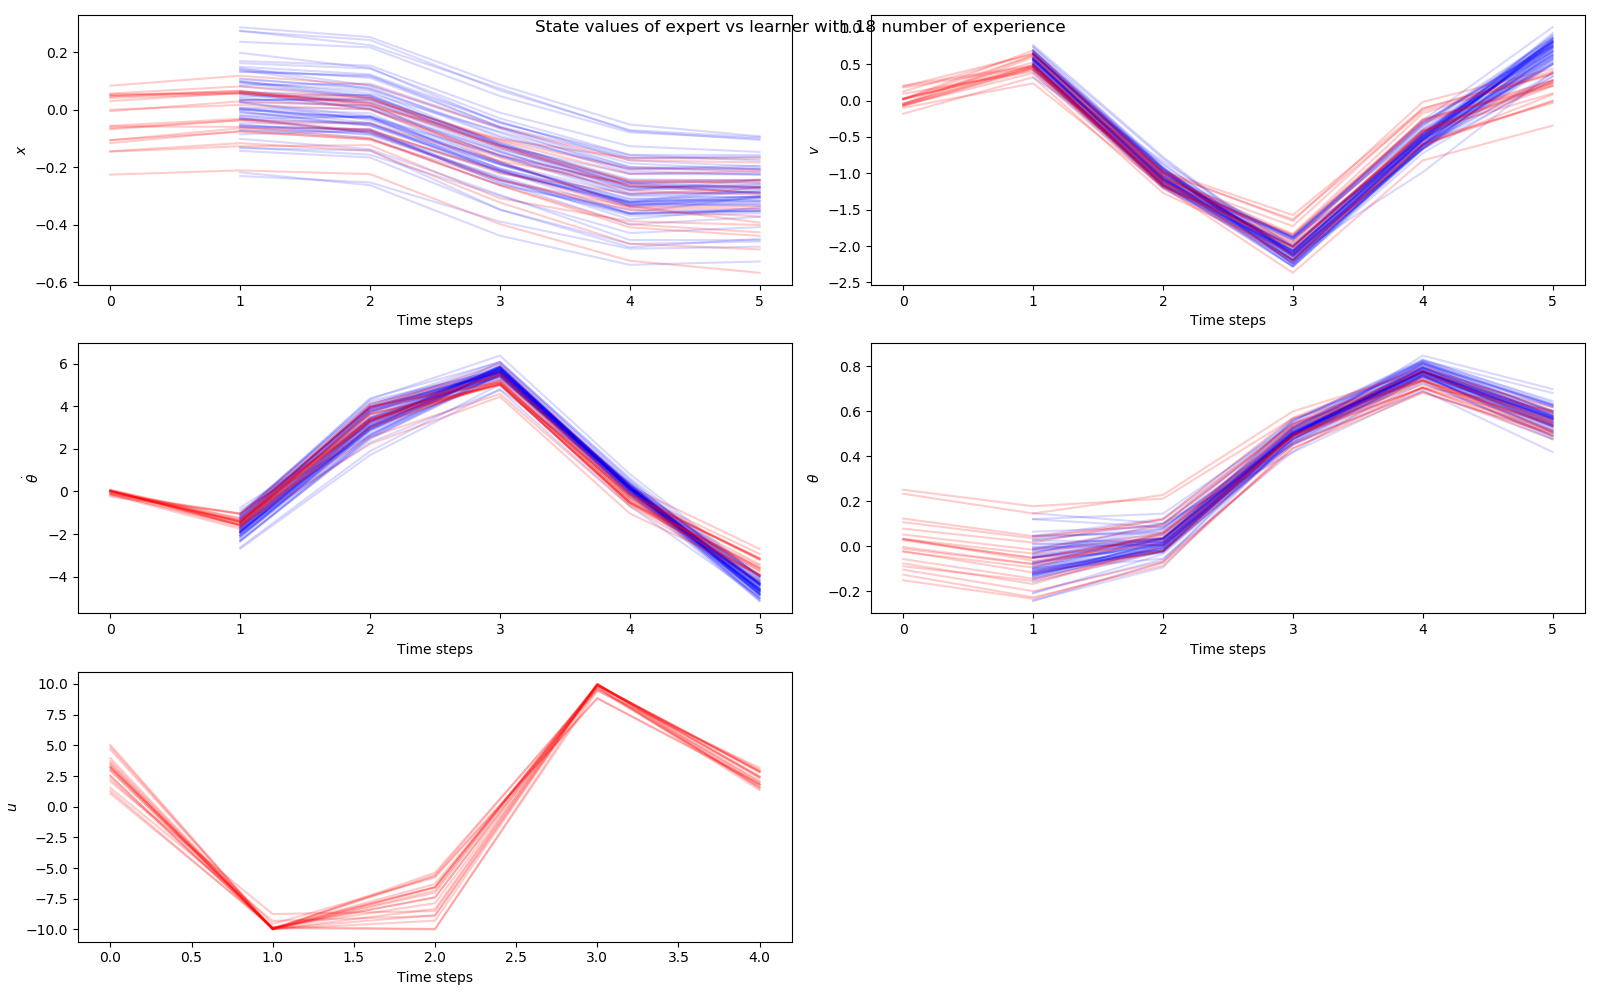 State values of expert vs learner with 18 number of experience
0.2
0.0
−0.2
−0.4
−0.6
x
0 1 2 3 4 5
Time steps
1.0
0.5
0.0
−0.5
−1.0
−1.5
−2.0
−2.5
v
0 1 2 3 4 5
Time steps
6
4
2
0
−2
−4
θ̇
0 1 2 3 4 5
Time steps
0.8
0.6
0.4
0.2
0.0
−0.2
θ
0 1 2 3 4 5
Time steps
10.0
7.5
5.0
2.5
0.0
−2.5
−5.0
−7.5
−10.0
u
0.0 0.5 1.0 1.5 2.0 2.5 3.0 3.5 4.0
Time steps